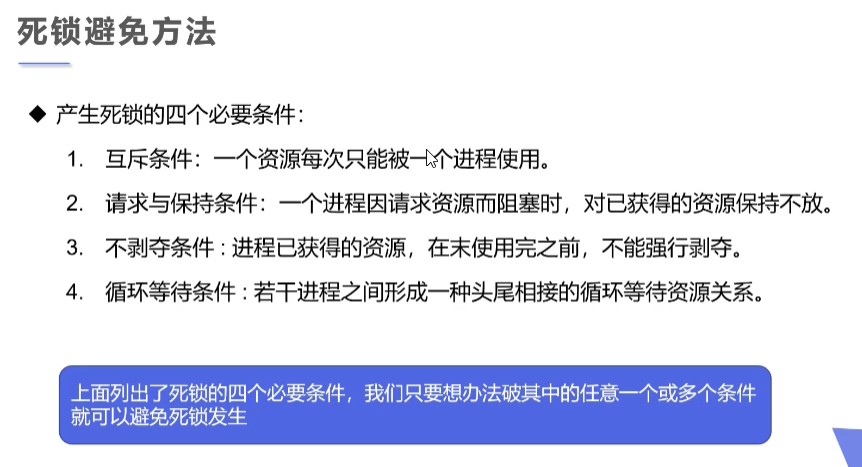 死锁避免方法
◆ 产生死锁的四个必要条件：
1. 互斥条件：一个资源每次只能被一个进程使用。
2. 请求与保持条件：一个进程因请求资源而阻塞时，对已获得的资源保持不放。
3. 不剥夺条件 : 进程已获得的资源，在末使用完之前，不能强行剥夺。
4. 循环等待条件 : 若干进程之间形成一种头尾相接的循环等待资源关系。
上面列出了死锁的四个必要条件，我们只要想办法破其中的任意一个或多个条件
就可以避免死锁发生